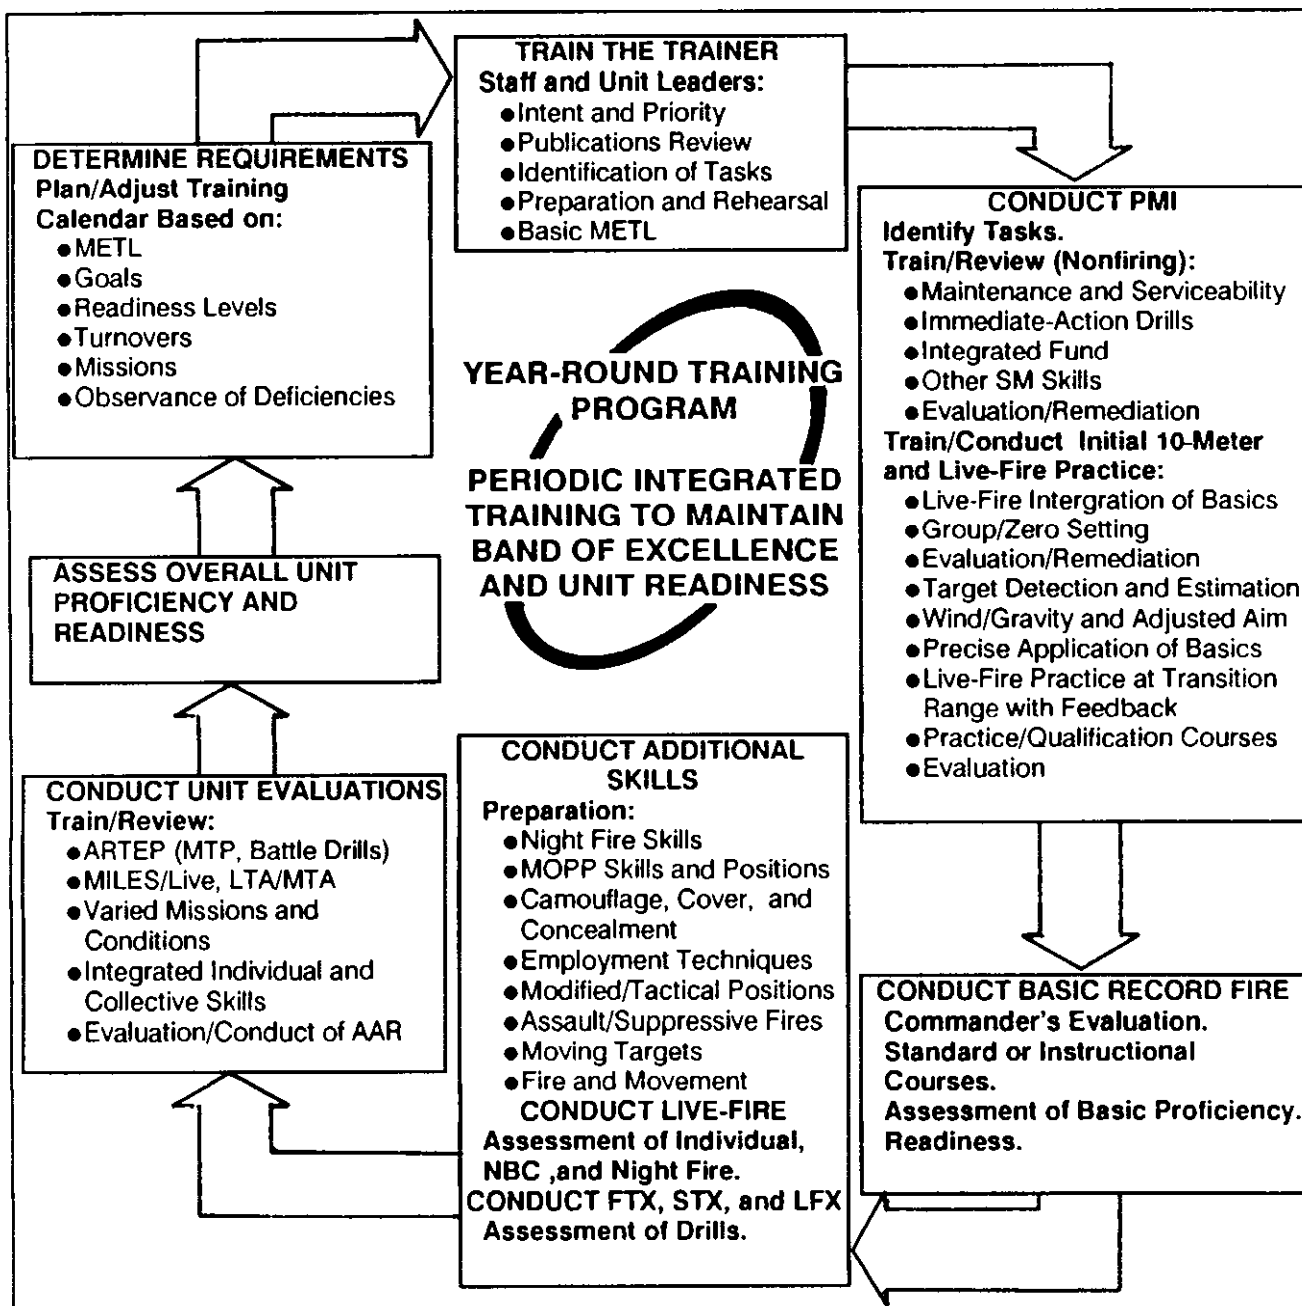 TRAIN THE TRAINER
Staff and Unit Leaders:
●Intent and Priority
●Publications Review
●Identification of Tasks
●Preparation and Rehearsal
●Basic METL
DETERMINE REQUIREMENTS
Plan/Adjust Training
Calendar Based on:
●METL
●Goals
●Readiness Levels
●Turnovers
●Missions
●Observance of Deficiencies
CONDUCT PMI
Identify Tasks.
Train/Review (Nonfiring):
●Maintenance and Serviceability
●Immediate-Action Drills
●Integrated Fund
●Other SM Skills
●Evaluation/Remediation
Train/Conduct Initial 10-Meter
and Live-Fire Practice:
●Live-Fire Intergration of Basics
●Group/Zero Setting
●Evaluation/Remediation
●Target Detection and Estimation
●Wind/Gravity and Adjusted Aim
●Precise Application of Basics
●Live-Fire Practice at Transition
Range with Feedback
●Practice/Qualification Courses
●Evaluation
YEAR-ROUND TRAINING
PROGRAM
PERIODIC INTEGRATED
TRAINING TO MAINTAIN
BAND OF EXCELLENCE
AND UNIT READINESS
ASSESS OVERALL UNIT
PROFICIENCY AND
READINESS
CONDUCT UNIT EVALUATIONS
Train/Review:
●ARTEP (MTP, Battle Drills)
●MILES/Live, LTA/MTA
●Varied Missions and
Conditions
●Integrated Individual and
Collective Skills
●Evaluation/Conduct of AAR
CONDUCT ADDITIONAL
SKILLS
Preparation:
●Night Fire Skills
●MOPP Skills and Positions
●Camouflage, Cover, and
Concealment
●Employment Techniques
●Modified/Tactical Positions
●Assault/Suppressive Fires
●Moving Targets
●Fire and Movement
CONDUCT LIVE-FIRE
Assessment of Individual,
NBC ,and Night Fire.
CONDUCT FTX, STX, and LFX
Assessment of Drills.
CONDUCT BASIC RECORD FIRE
Commander's Evaluation.
Standard or Instructional
Courses.
Assessment of Basic Proficiency.
Readiness.